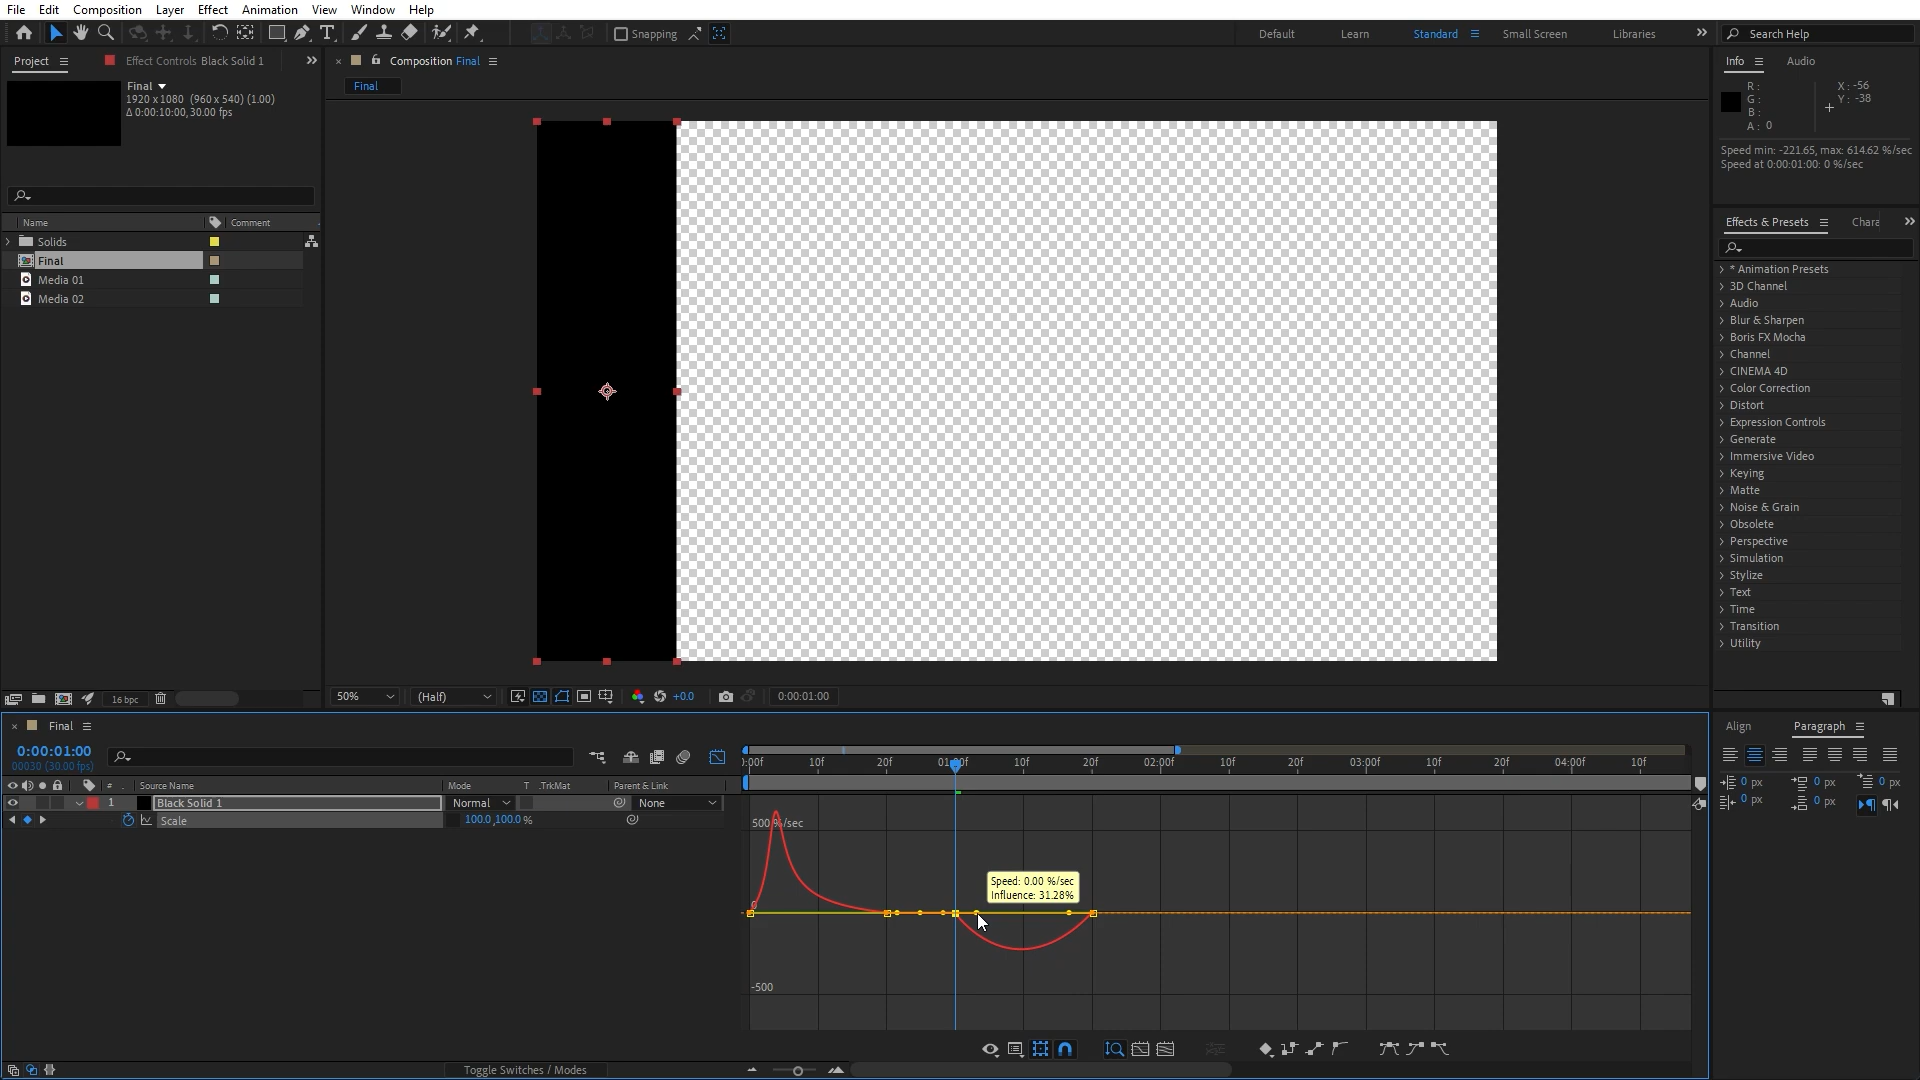 File Edit Composition Layer Effect Animation View Window Help
Snapping
Default Learn Standard Small Screen Libraries
Search Help
Project Effect Controls Black Solid 1
Composition Final
Info Audio
Final
1920 x 1080 (960 x 540) (1.00)
Δ 0:00:10:00, 30.00 fps
Final
R :
G :
B :
A : 0
X : -56
Y : -38
Speed min: -221.65, max: 614.62 %/sec
Speed at 0:00:01:00: 0 %/sec
Name Comment
Solids
Final
Media 01
Media 02
Effects & Presets Chara
* Animation Presets
3D Channel
Audio
Blur & Sharpen
Boris FX Mocha
Channel
CINEMA 4D
Color Correction
Distort
Expression Controls
Generate
Immersive Video
Keying
Matte
Noise & Grain
Obsolete
Perspective
Simulation
Stylize
Text
Time
Transition
Utility
16 bpc
50% (Half) +0.0 0:00:01:00
Final
Align Paragraph
0:00:01:00
00030 (30.00 fps)
):00f 10f 20f 01:00f 10f 20f 02:00f 10f 20f 03:00f 10f 20f 04:00f 10f
# . Source Name Mode T .TrkMat Parent & Link
1 Black Solid 1 Normal None
Scale 100.0,100.0 %
0 px 0 px 0 px
0 px 0 px
500 %/sec
Speed: 0.00 %/sec
Influence: 31.28%
0
-500
Toggle Switches / Modes